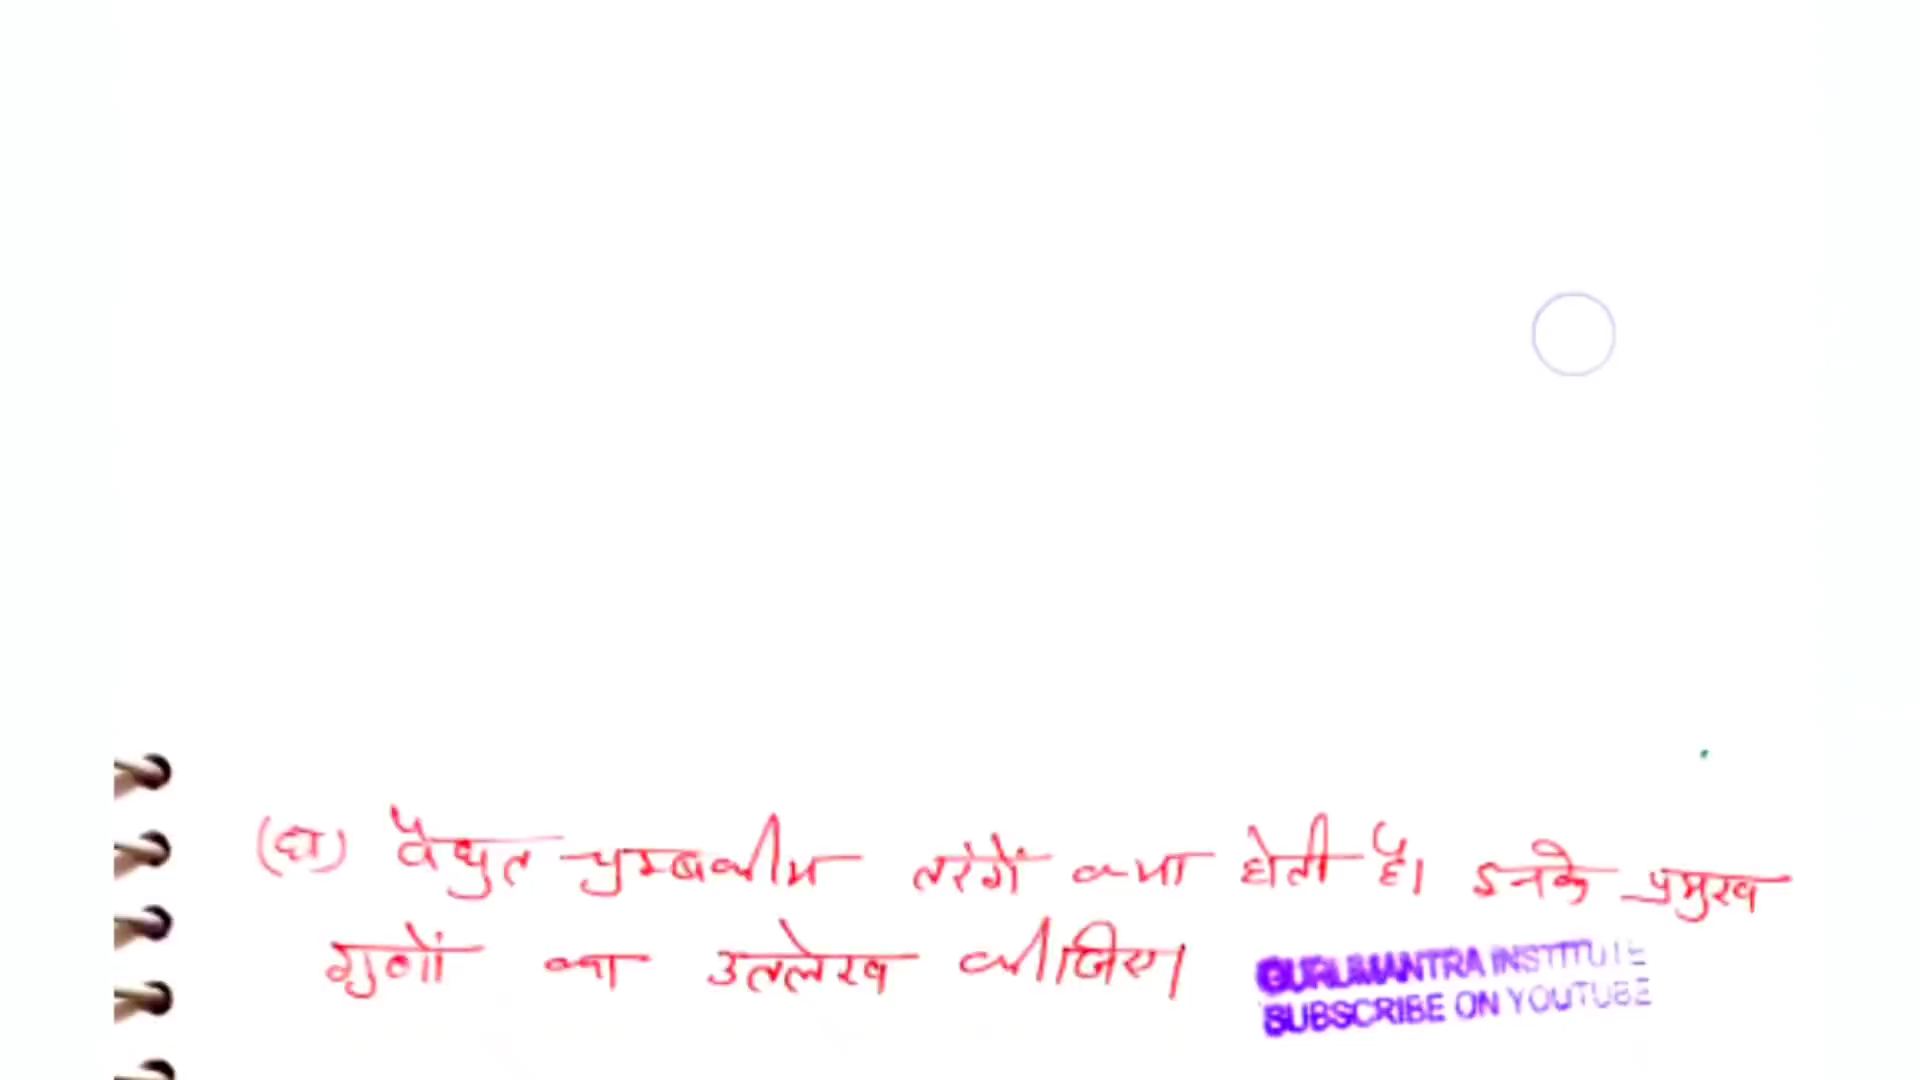 (घ) वैधुत चुम्बकीय तरंगें क्या होती है। इनके प्रमुख
गुणों का उल्लेख कीजिए।
GURUMANTRA INSTITUTE
SUBSCRIBE ON YOUTUBE